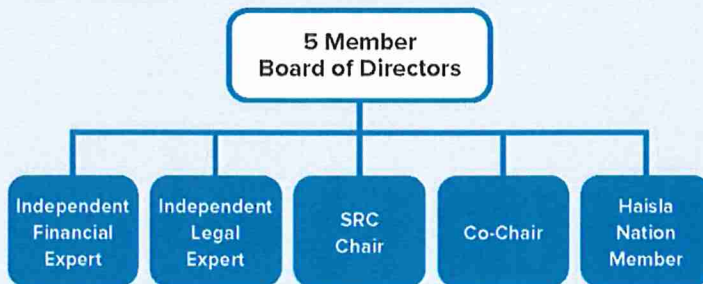 5 Member
Board of Directors
Independent
Financial
Expert
Independent
Legal
Expert
SRC
Chair
Co-Chair
Haisla
Nation
Member